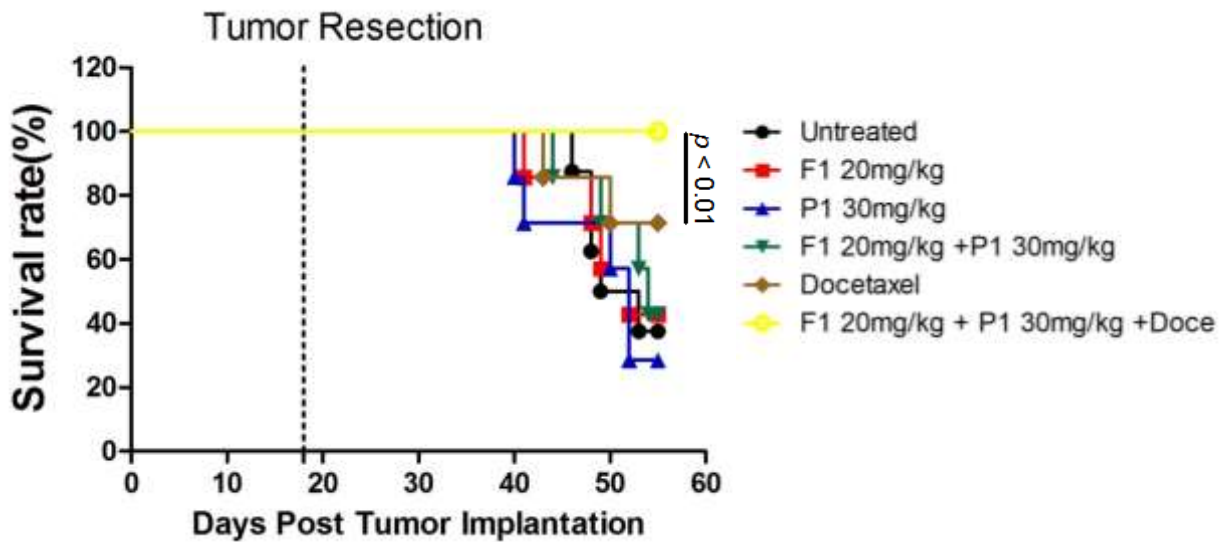 Tumor Resection
Survival rate(%)
120
100
80
60
40
20
0
0 10 20 30 40 50 60
Days Post Tumor Implantation
p < 0.01
Untreated
F1 20mg/kg
P1 30mg/kg
F1 20mg/kg +P1 30mg/kg
Docetaxel
F1 20mg/kg + P1 30mg/kg +Doce